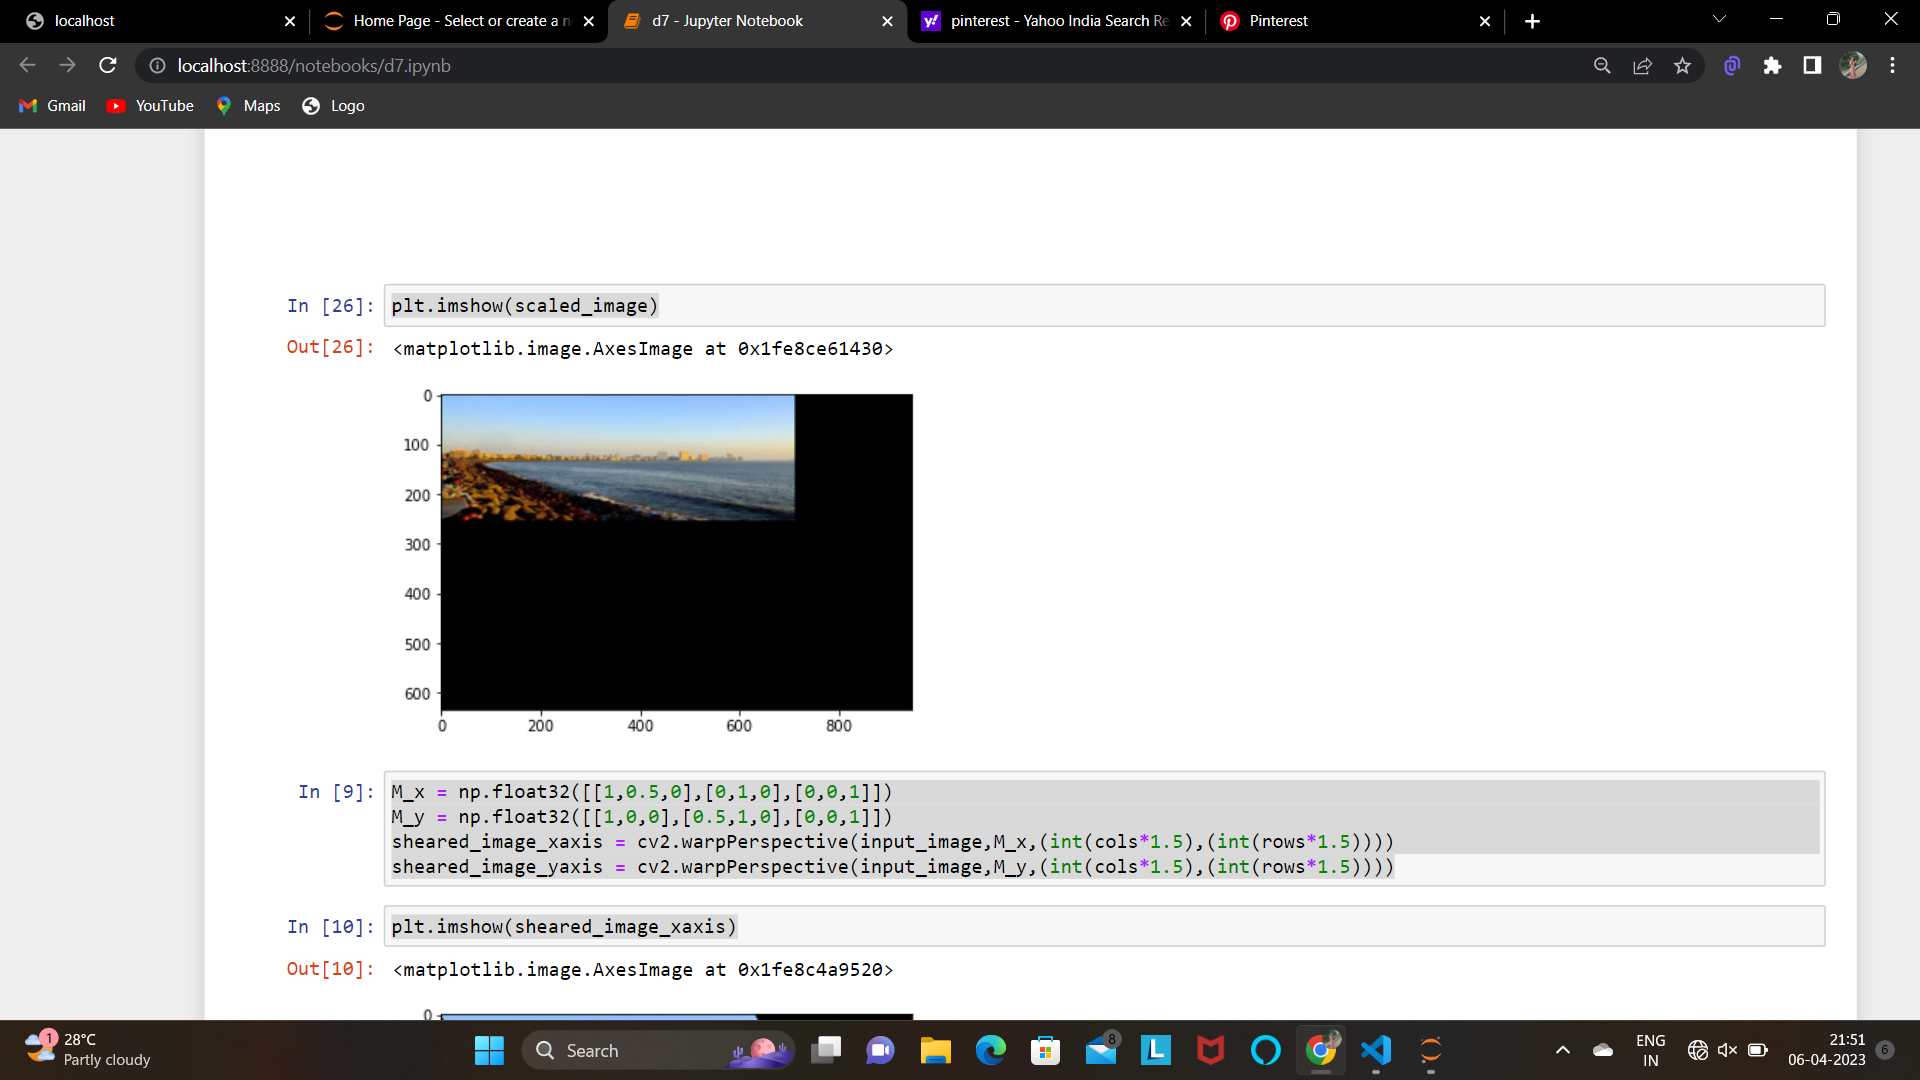 localhost
Home Page - Select or create a n
d7 - Jupyter Notebook
pinterest - Yahoo India Search Re
Pinterest
localhost:8888/notebooks/d7.ipynb
Gmail
YouTube
Maps
Logo
In [26]:
plt.imshow(scaled_image)
Out[26]:
<matplotlib.image.AxesImage at 0x1fe8ce61430>
0
100
200
300
400
500
600
0 200 400 600 800
In [9]:
M_x = np.float32([[1,0.5,0],[0,1,0],[0,0,1]])
M_y = np.float32([[1,0,0],[0.5,1,0],[0,0,1]])
sheared_image_xaxis = cv2.warpPerspective(input_image,M_x,(int(cols*1.5),(int(rows*1.5))))
sheared_image_yaxis = cv2.warpPerspective(input_image,M_y,(int(cols*1.5),(int(rows*1.5))))
In [10]:
plt.imshow(sheared_image_xaxis)
Out[10]:
<matplotlib.image.AxesImage at 0x1fe8c4a9520>
0
1
28°C
Partly cloudy
Search
8
L
ENG
IN
21:51
06-04-2023
6